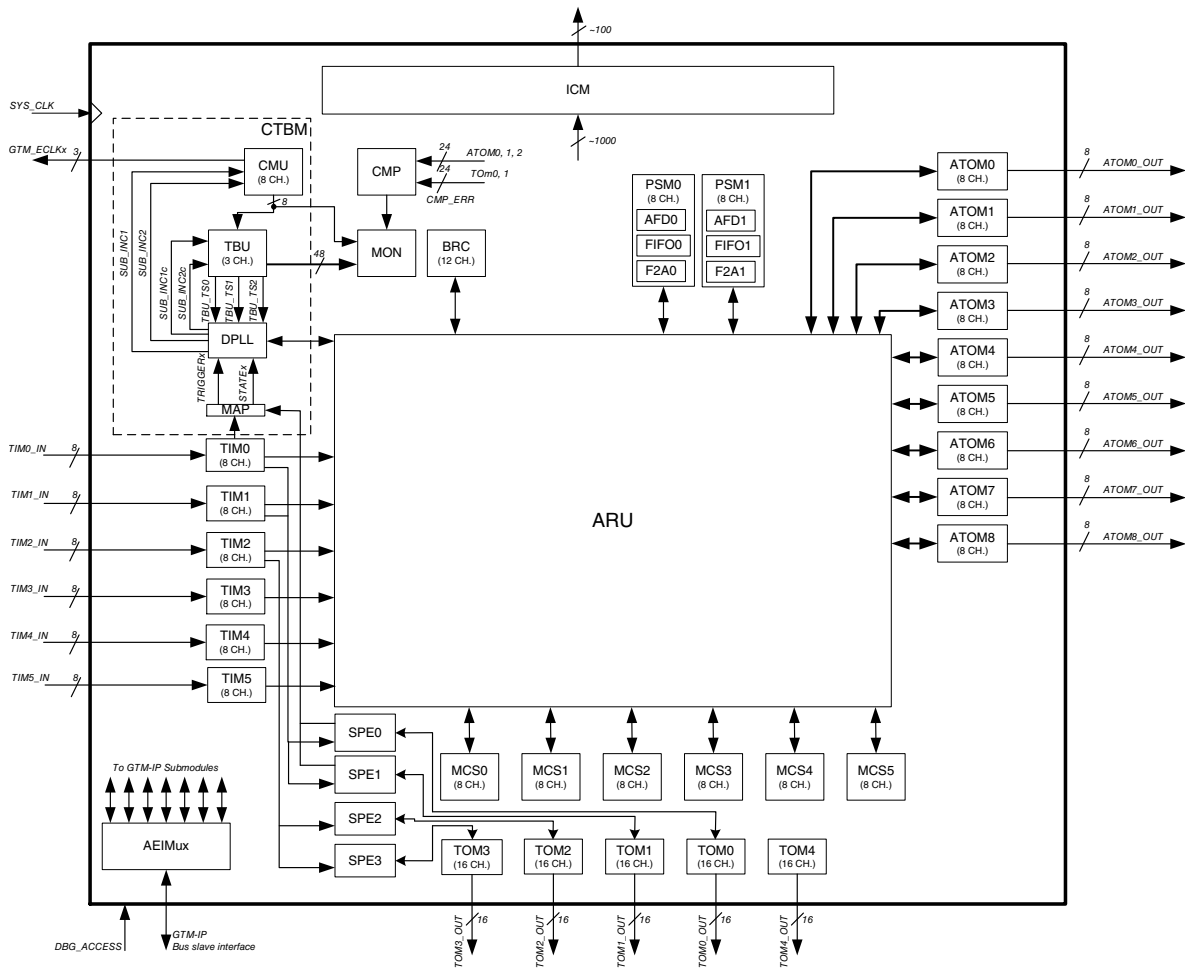 ~100
ICM
~1000
SYS_CLK
CTBM
GTM_ECLKx
3
CMU
(8 CH.)
8
SUB_INC1
SUB_INC2
SUB_INC1c
SUB_INC2c
TBU
(3 CH.)
48
TBU_TS0
TBU_TS1
TBU_TS2
DPLL
TRIGGERx
STATEx
MAP
CMP
24
ATOM0, 1, 2
24
TOm0, 1
CMP_ERR
MON
BRC
(12 CH.)
PSM0
(8 CH.)
AFD0
FIFO0
F2A0
PSM1
(8 CH.)
AFD1
FIFO1
F2A1
ATOM0
(8 CH.)
8
ATOM0_OUT
ATOM1
(8 CH.)
8
ATOM1_OUT
ATOM2
(8 CH.)
8
ATOM2_OUT
ATOM3
(8 CH.)
8
ATOM3_OUT
ATOM4
(8 CH.)
8
ATOM4_OUT
ATOM5
(8 CH.)
8
ATOM5_OUT
ATOM6
(8 CH.)
8
ATOM6_OUT
ATOM7
(8 CH.)
8
ATOM7_OUT
ATOM8
(8 CH.)
8
ATOM8_OUT
TIM0_IN
8
TIM0
(8 CH.)
TIM1_IN
8
TIM1
(8 CH.)
TIM2_IN
8
TIM2
(8 CH.)
TIM3_IN
8
TIM3
(8 CH.)
TIM4_IN
8
TIM4
(8 CH.)
TIM5_IN
8
TIM5
(8 CH.)
ARU
SPE0
SPE1
SPE2
SPE3
MCS0
(8 CH.)
MCS1
(8 CH.)
MCS2
(8 CH.)
MCS3
(8 CH.)
MCS4
(8 CH.)
MCS5
(8 CH.)
To GTM-IP Submodules
AEIMux
TOM3
(16 CH.)
TOM2
(16 CH.)
TOM1
(16 CH.)
TOM0
(16 CH.)
TOM4
(16 CH.)
TOM3_OUT
16
TOM2_OUT
16
TOM1_OUT
16
TOM0_OUT
16
TOM4_OUT
16
DBG_ACCESS
GTM-IP
Bus slave interface